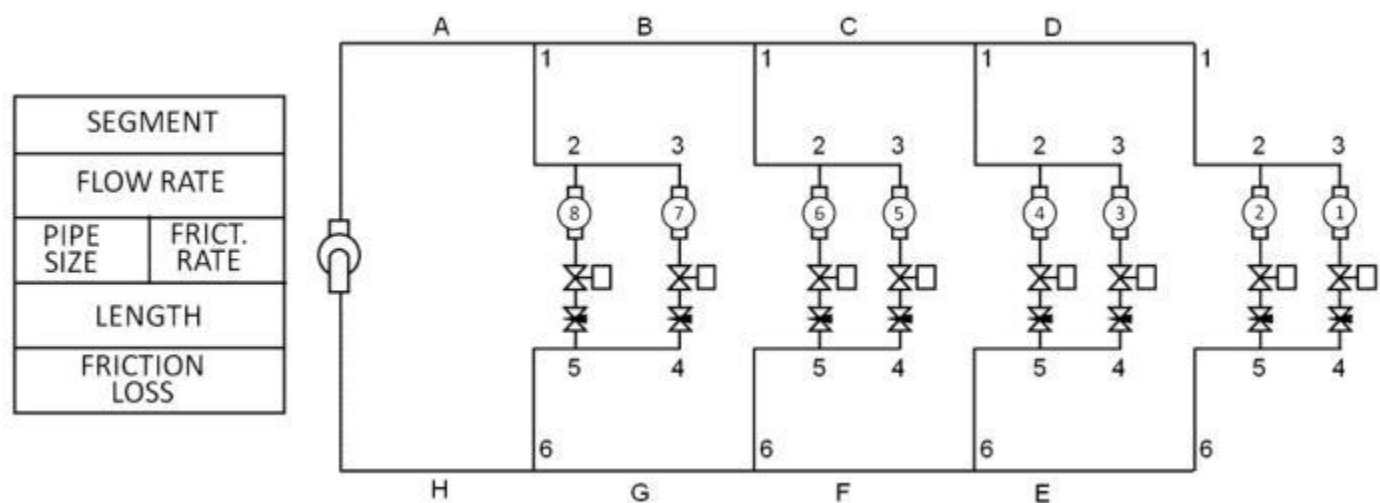 A B C D
1 1 1 1
SEGMENT
FLOW RATE
PIPE SIZE
FRICT. RATE
LENGTH
FRICTION LOSS
2 3 2 3 2 3 2 3
8 7 6 5 4 3 2 1
5 4 5 4 5 4 5 4
6 6 6 6
H G F E